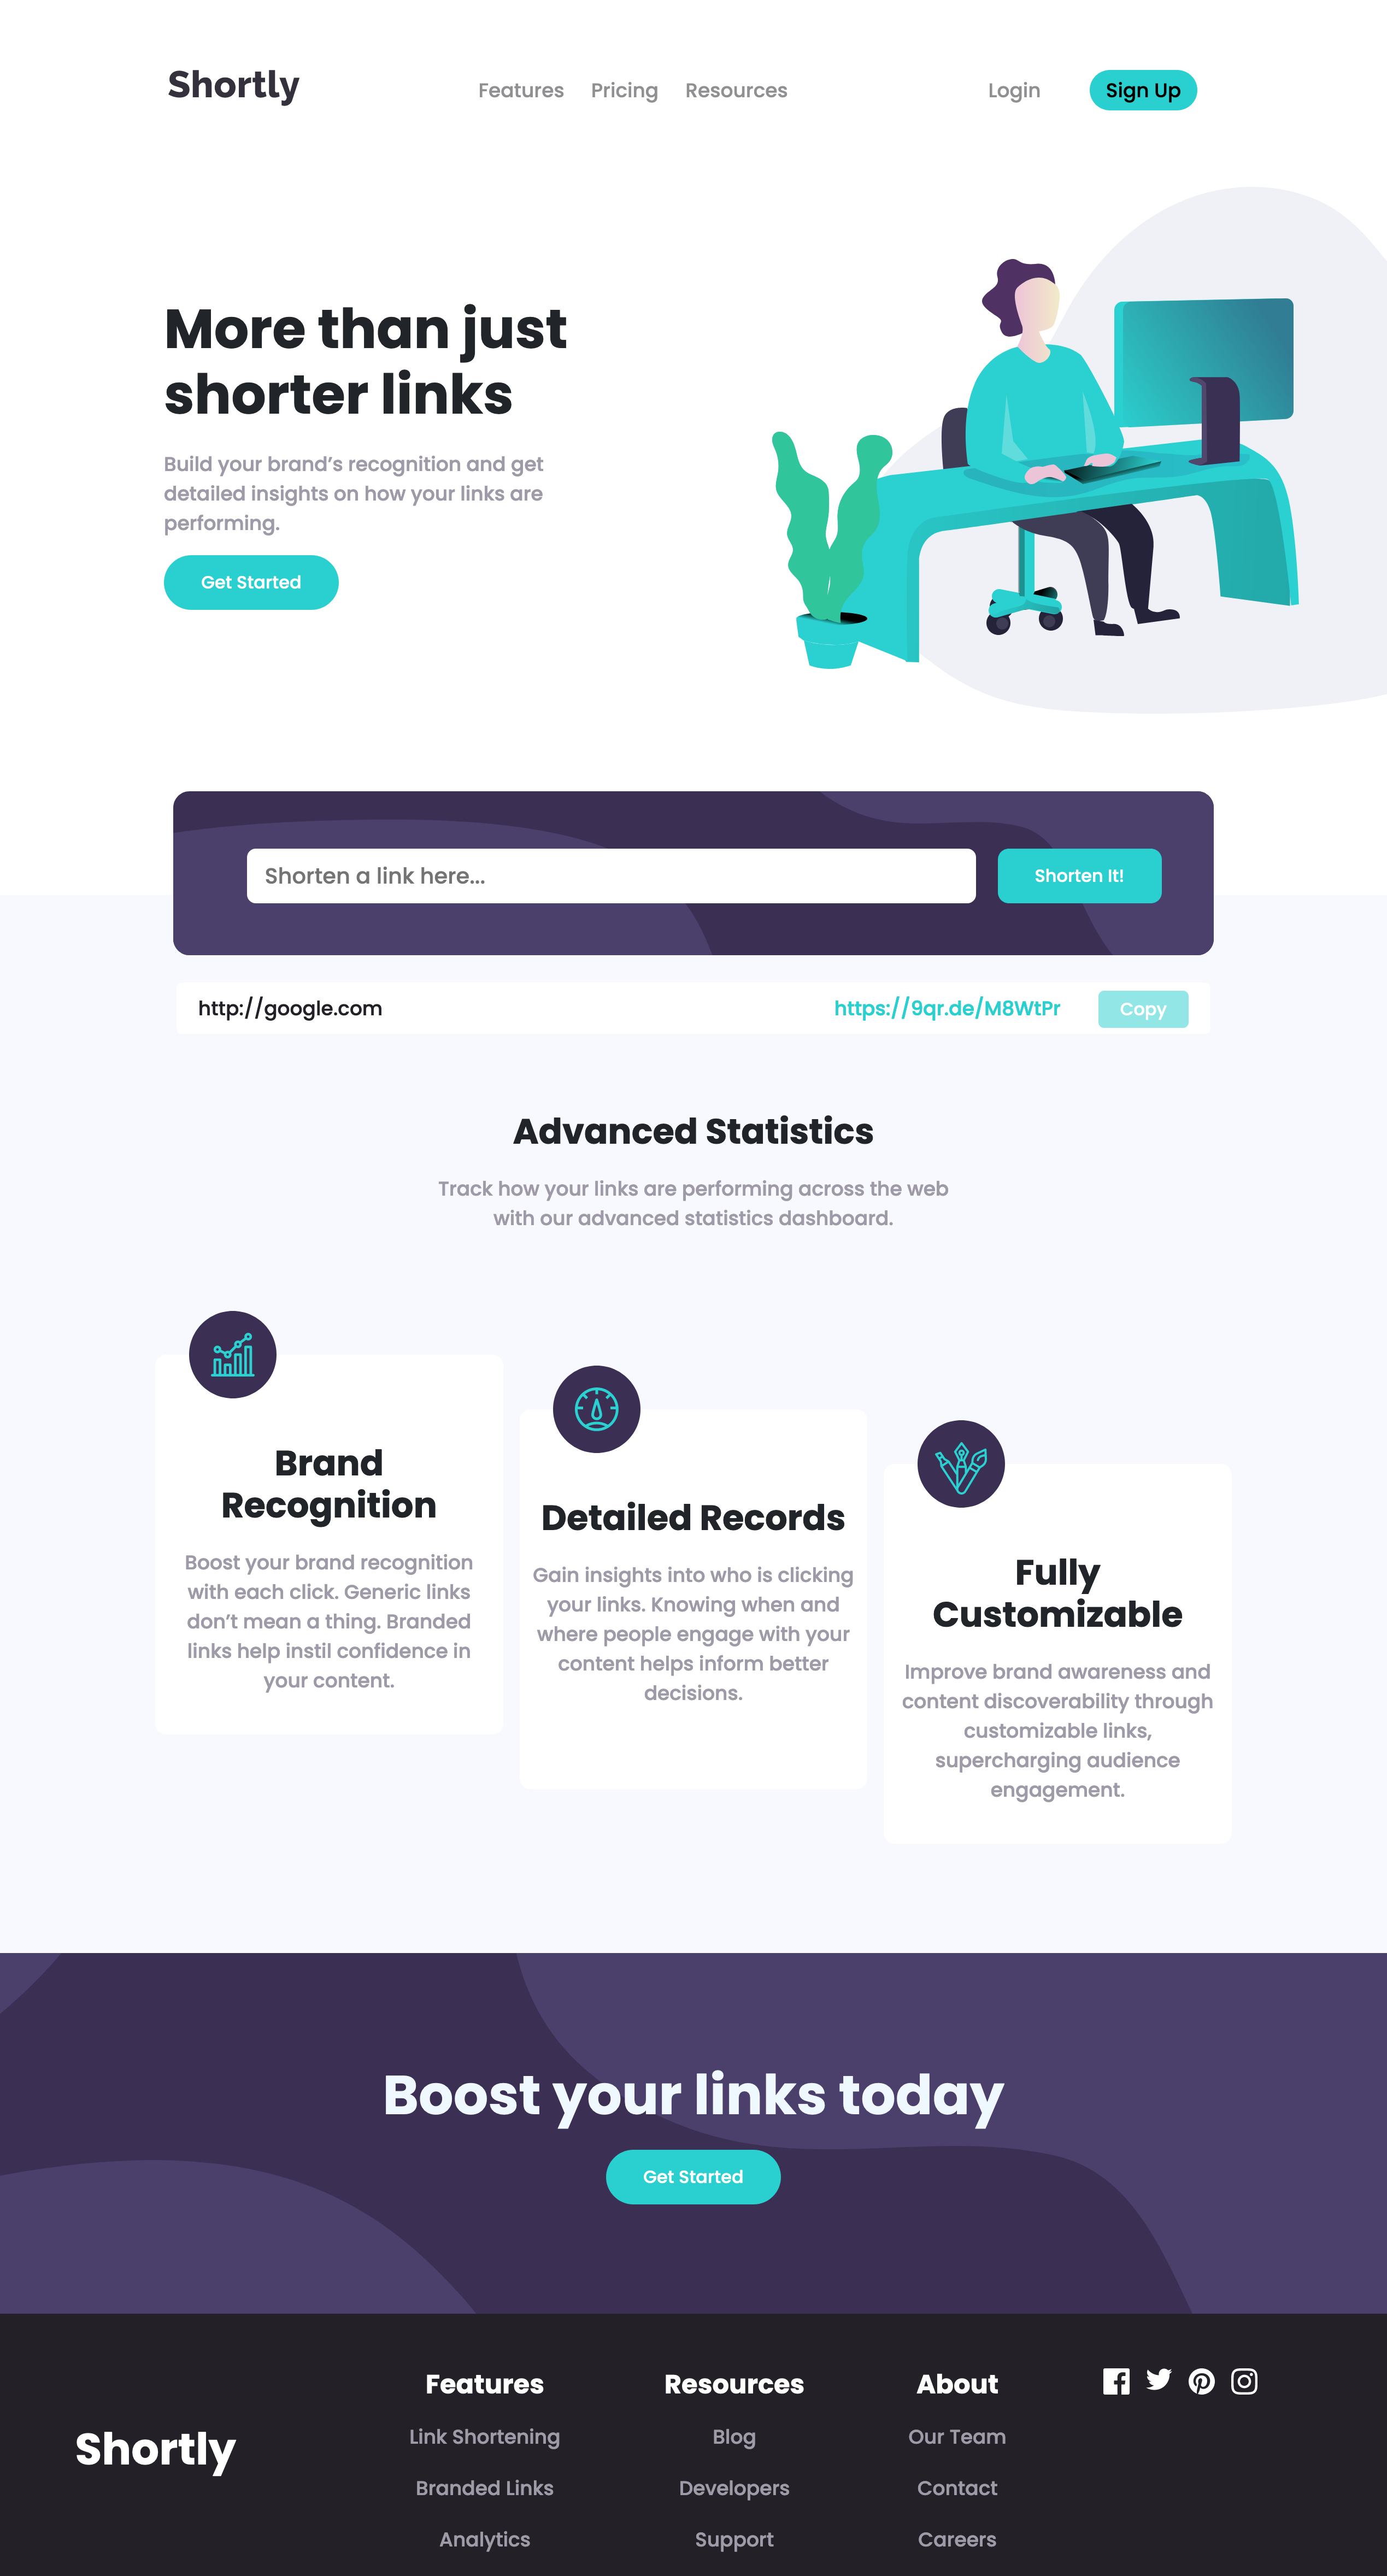 Shortly
Features Pricing Resources
Login
Sign Up
More than just
shorter links
Build your brand’s recognition and get
detailed insights on how your links are
performing.
Get Started
Shorten a link here...
Shorten It!
http://google.com
https://9qr.de/M8WtPr
Copy
Advanced Statistics
Track how your links are performing across the web
with our advanced statistics dashboard.
Brand
Recognition
Boost your brand recognition
with each click. Generic links
don’t mean a thing. Branded
links help instil confidence in
your content.
Detailed Records
Gain insights into who is clicking
your links. Knowing when and
where people engage with your
content helps inform better
decisions.
Fully
Customizable
Improve brand awareness and
content discoverability through
customizable links,
supercharging audience
engagement.
Boost your links today
Get Started
Shortly
Features
Link Shortening
Branded Links
Analytics
Resources
Blog
Developers
Support
About
Our Team
Contact
Careers